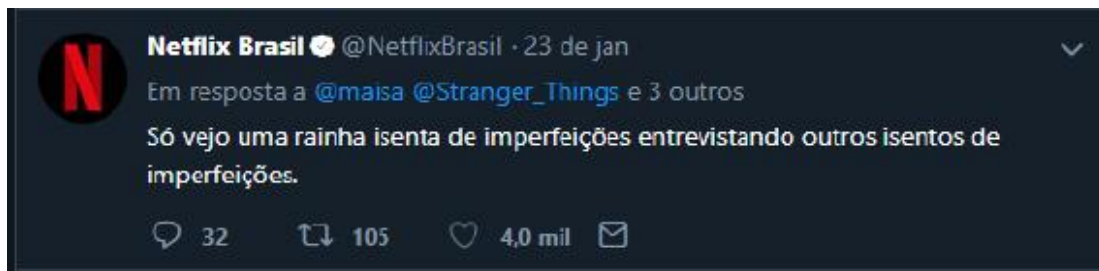 Netflix Brasil @NetflixBrasil · 23 de jan
Em resposta a @maisa @Stranger_Things e 3 outros
Só vejo uma rainha isenta de imperfeições entrevistando outros isentos de
imperfeições.
32 105 4,0 mil